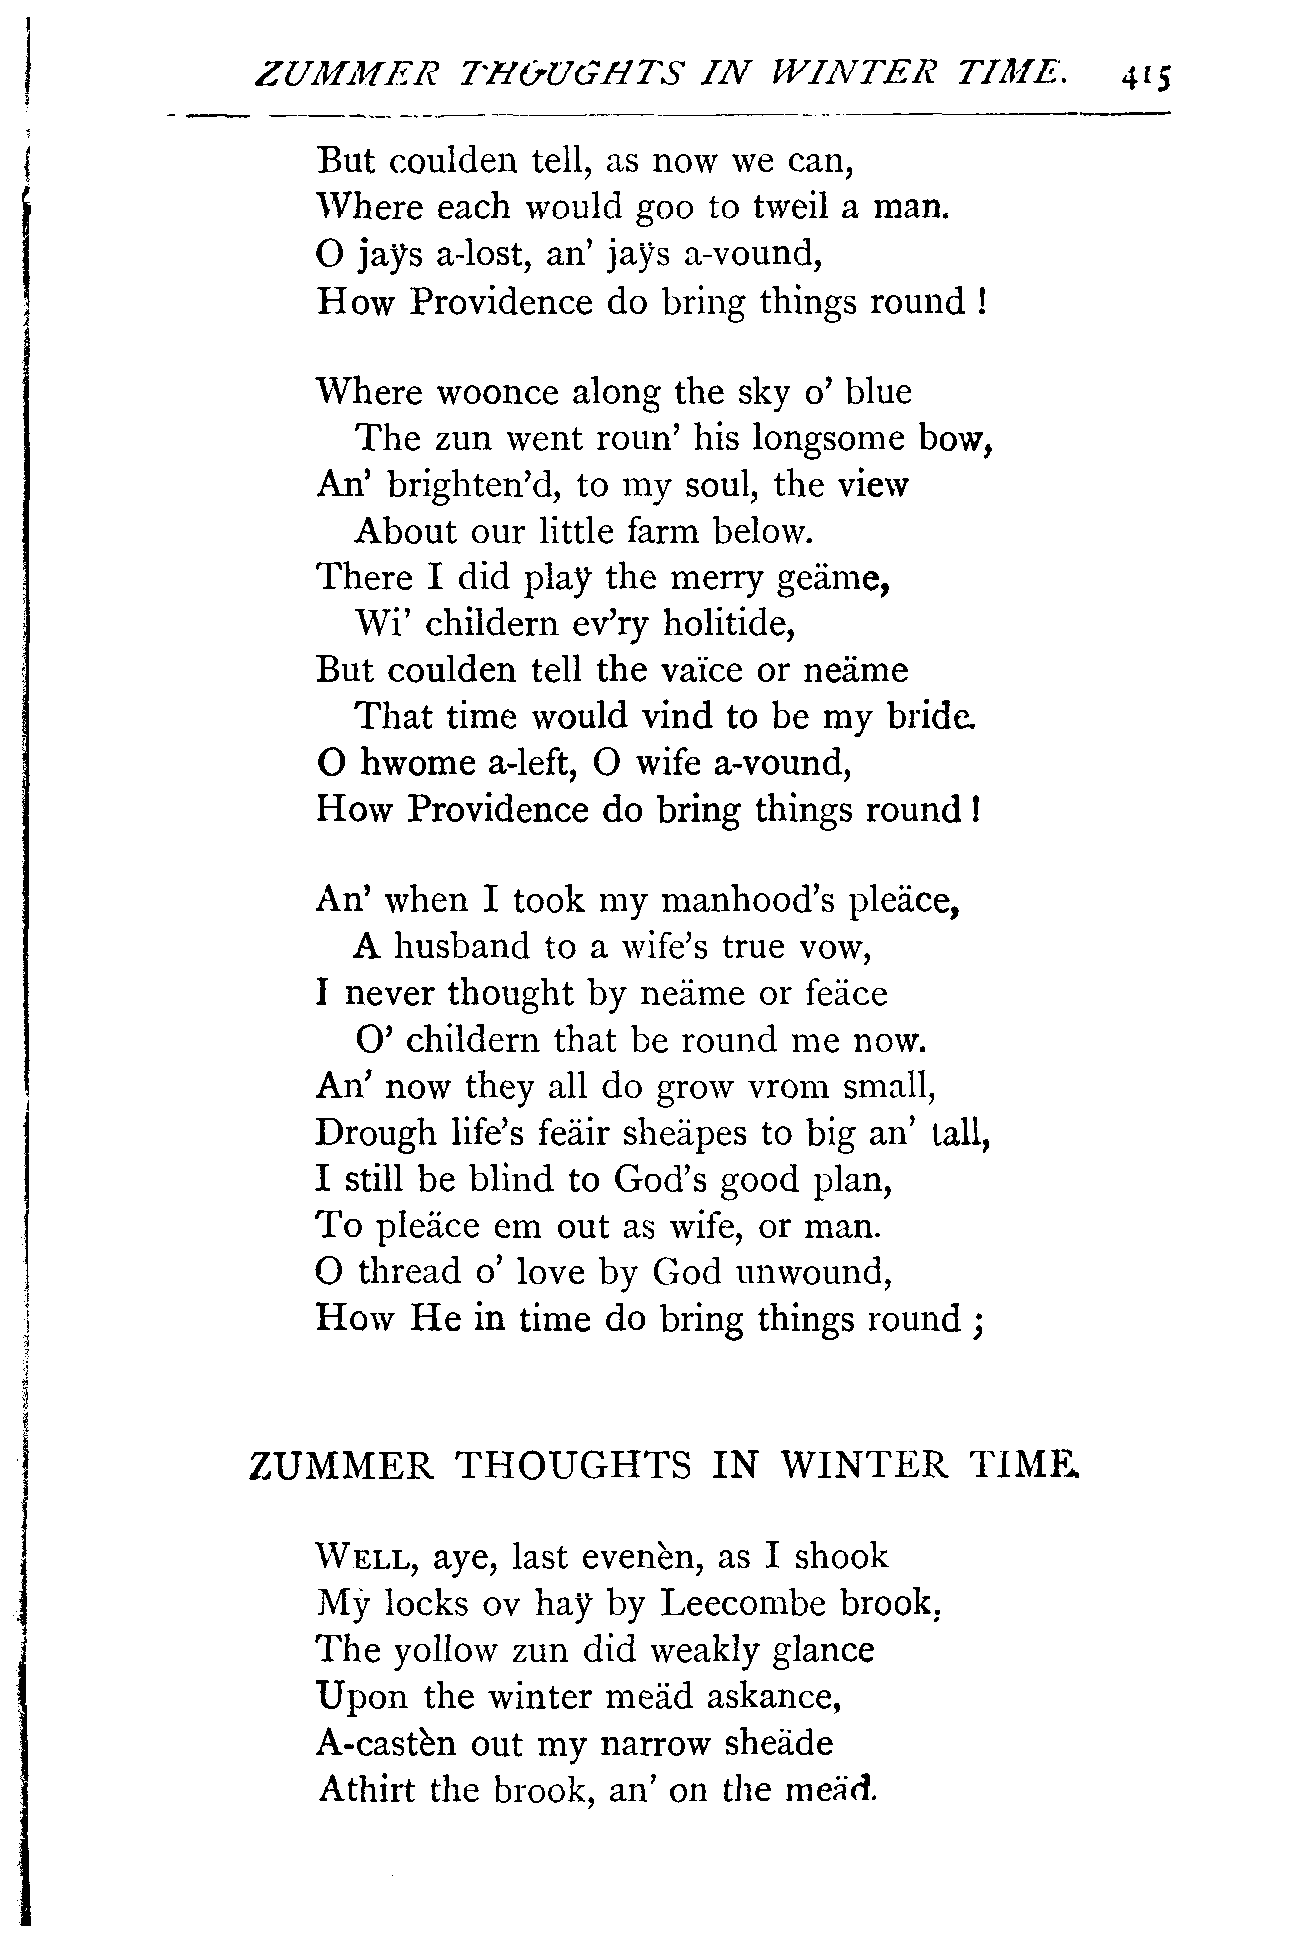 ZUMMER THOUGHTS IN WINTER TIME. 415
But coulden tell, as now we can,
Where each would goo to tweil a man.
O jaÿs a-lost, an' jaÿs a-vound,
How Providence do bring things round !
Where woonce along the sky o' blue
The zun went roun' his longsome bow,
An' brighten'd, to my soul, the view
About our little farm below.
There I did plaÿ the merry geäme,
Wi' childern ev'ry holitide,
But coulden tell the vaïce or neäme
That time would vind to be my bride.
O hwome a-left, O wife a-vound,
How Providence do bring things round !
An' when I took my manhood's pleäce,
A husband to a wife's true vow,
I never thought by neäme or feäce
O' childern that be round me now.
An' now they all do grow vrom small,
Drough life's feäir sheäpes to big an' tall,
I still be blind to God's good plan,
To pleäce em out as wife, or man.
O thread o' love by God unwound,
How He in time do bring things round ;
ZUMMER THOUGHTS IN WINTER TIME.
WELL, aye, last evenèn, as I shook
My locks ov haÿ by Leecombe brook,
The yollow zun did weakly glance
Upon the winter meäd askance,
A-castèn out my narrow sheäde
Athirt the brook, an' on the meäd.